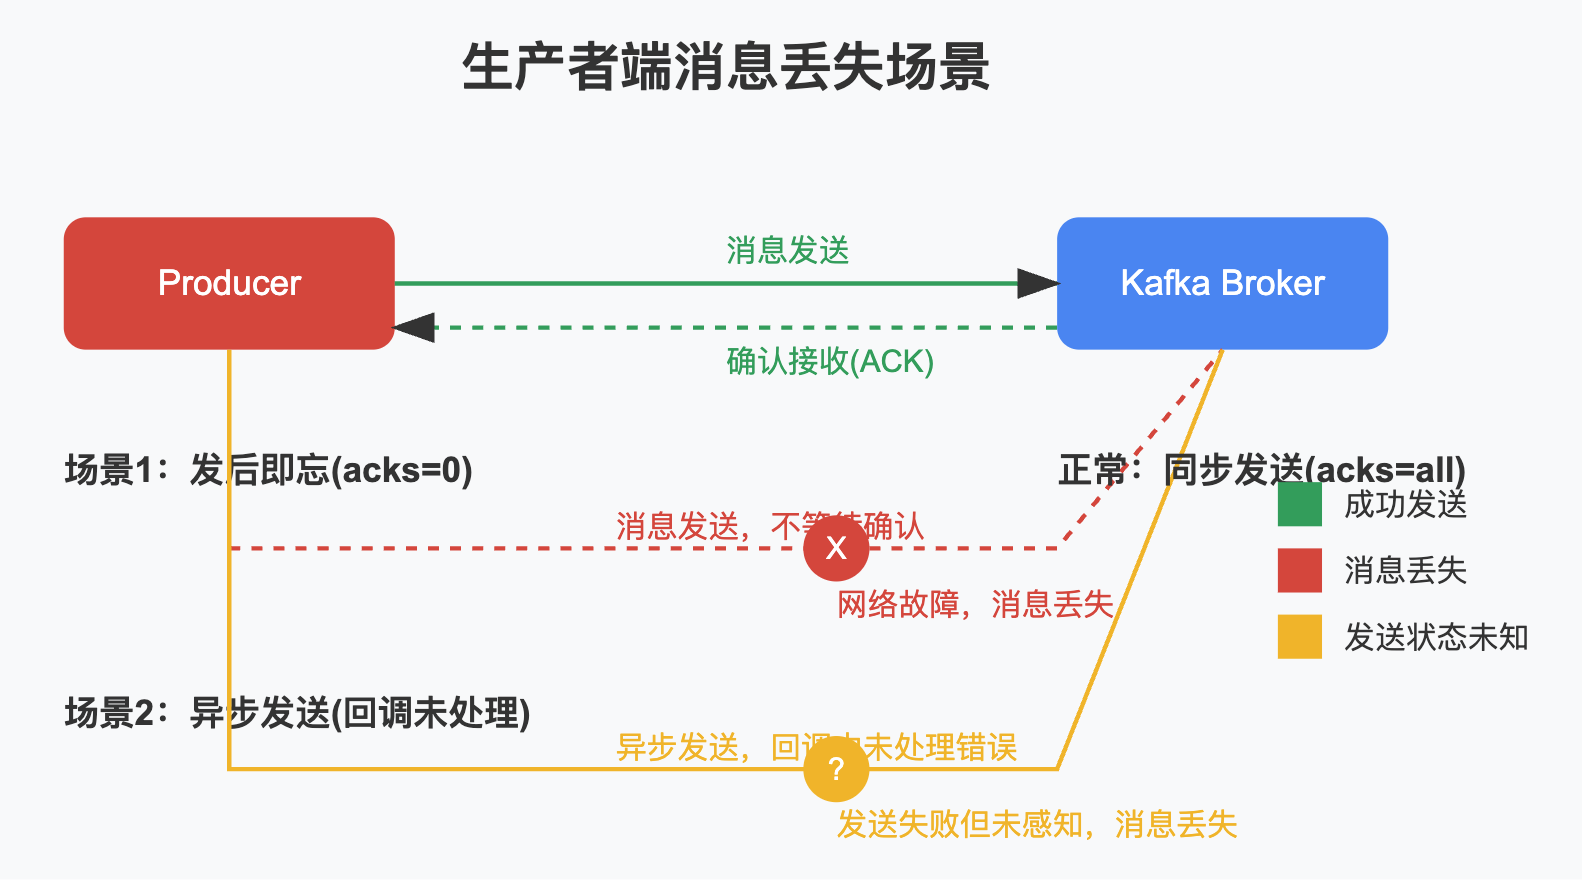 生产者端消息丢失场景
Producer
消息发送
Kafka Broker
确认接收(ACK)
场景1：发后即忘(acks=0)
正常：同步发送(acks=all)
成功发送
消息发送，不等待确认
X
消息丢失
网络故障，消息丢失
发送状态未知
场景2：异步发送(回调未处理)
异步发送，回调中未处理错误
?
发送失败但未感知，消息丢失